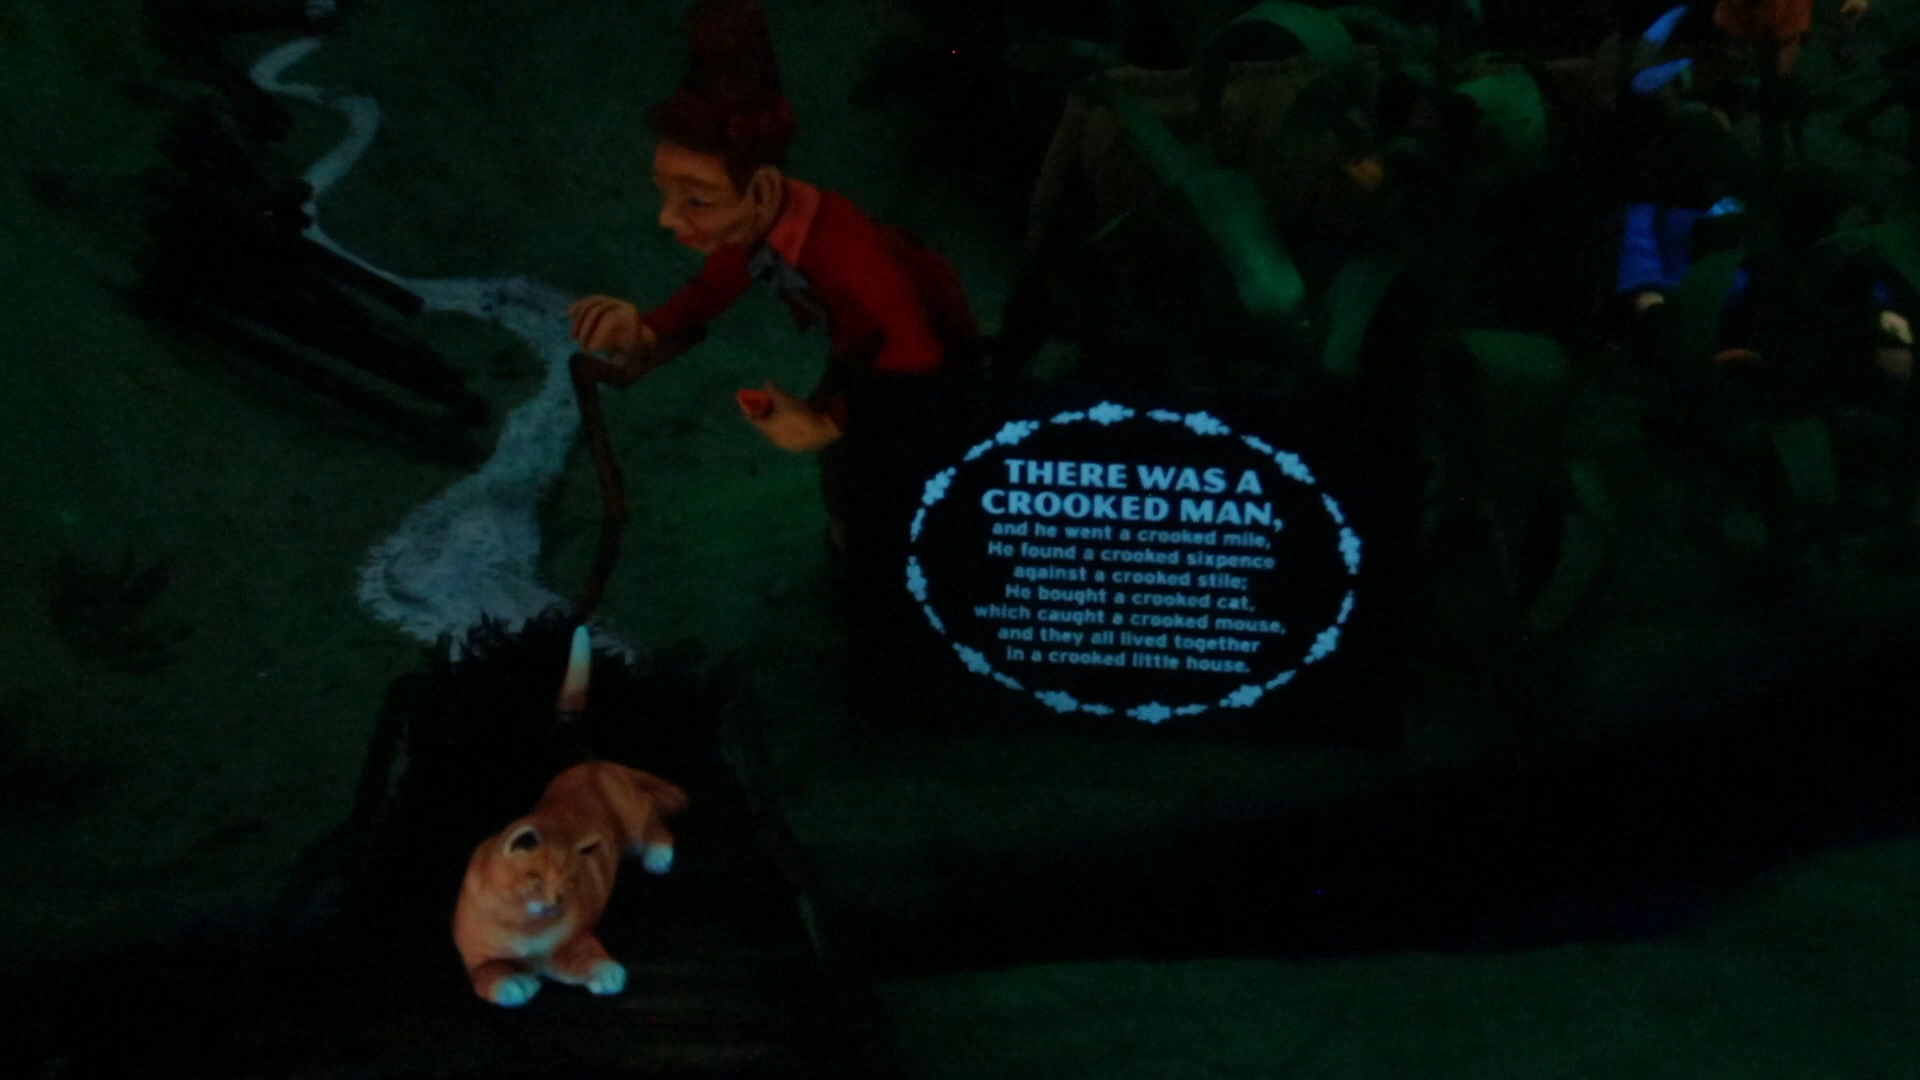 THERE WAS A
CROOKED MAN,
and he went a crooked mile,
He found a crooked sixpence
against a crooked stile;
He bought a crooked cat,
which caught a crooked mouse,
and they all lived together
in a crooked little house.